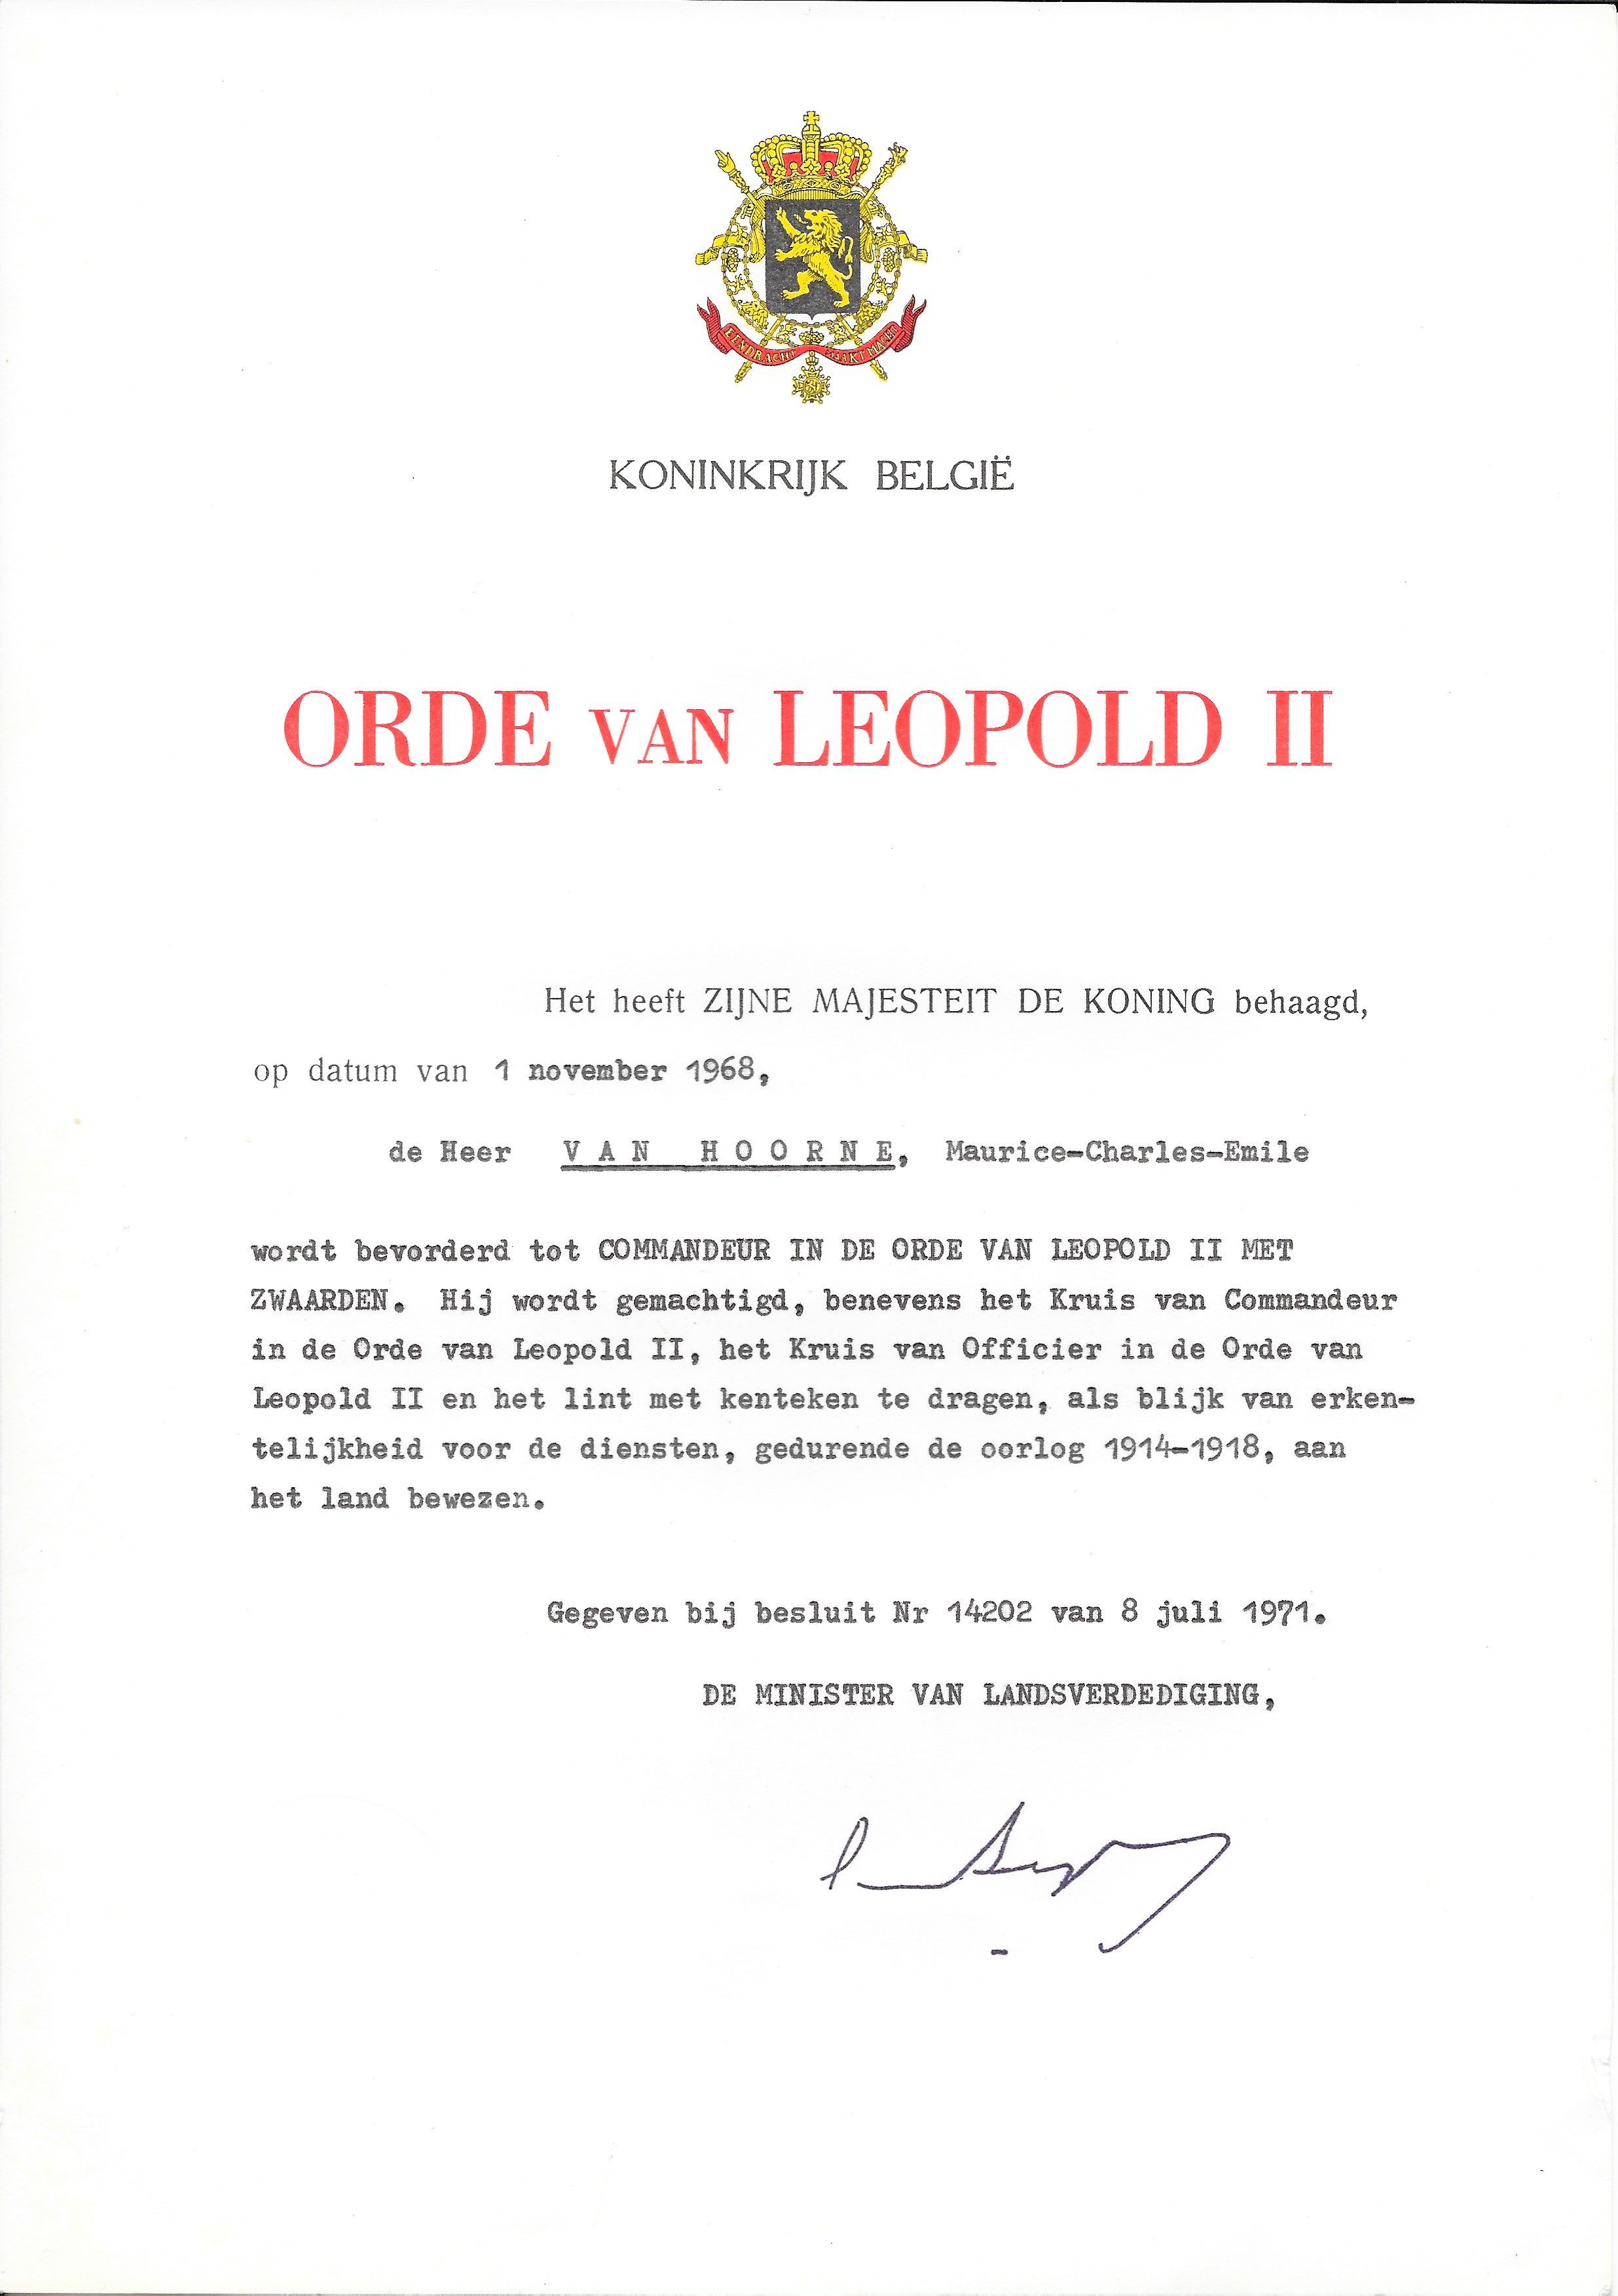 EENDRACHT MAAKT MACHT
KONINKRIJK BELGIË
ORDE VAN LEOPOLD II
Het heeft ZIJNE MAJESTEIT DE KONING behaagd,
op datum van 1 november 1968,
de Heer VAN HOORNE, Maurice-Charles-Emile
wordt bevorderd tot COMMANDEUR IN DE ORDE VAN LEOPOLD II MET
ZWAARDEN. Hij wordt gemachtigd, benevens het Kruis van Commandeur
in de Orde van Leopold II, het Kruis van Officier in de Orde van
Leopold II en het lint met kenteken te dragen, als blijk van erken-
telijkheid voor de diensten, gedurende de oorlog 1914-1918, aan
het land bewezen.
Gegeven bij besluit Nr 14202 van 8 juli 1971.
DE MINISTER VAN LANDSVERDEDIGING,